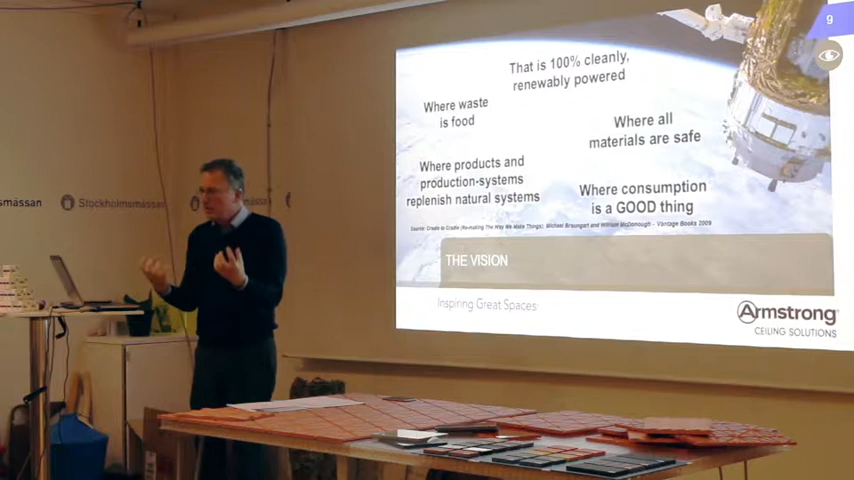 9
That is 100% cleanly,
renewably powered
Where waste
is food
Where all
materials are safe
Where products and
production-systems
replenish natural systems
Where consumption
is a GOOD thing
Source: Cradle to Cradle (Re-making The Way We Make Things): Michael Braungart and William McDonough - Vantage Books 2009
THE VISION
Inspiring Great Spaces
Armstrong
CEILING SOLUTIONS
smässan
Stockholmsmässan